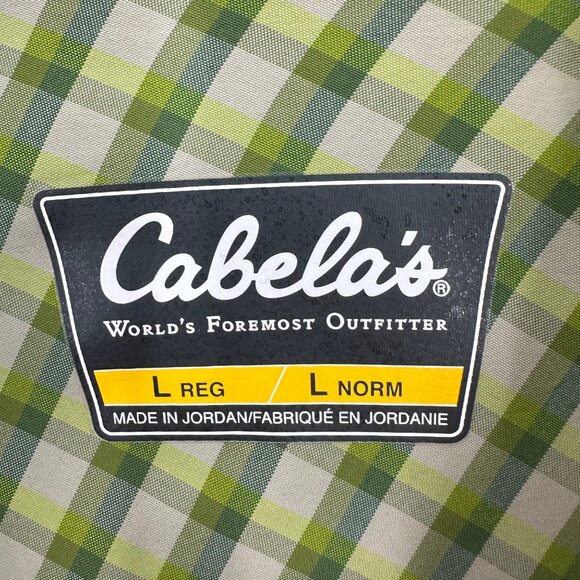 Cabela's®
WORLD'S FOREMOST OUTFITTER
L REG / L NORM
MADE IN JORDAN/FABRIQUÉ EN JORDANIE